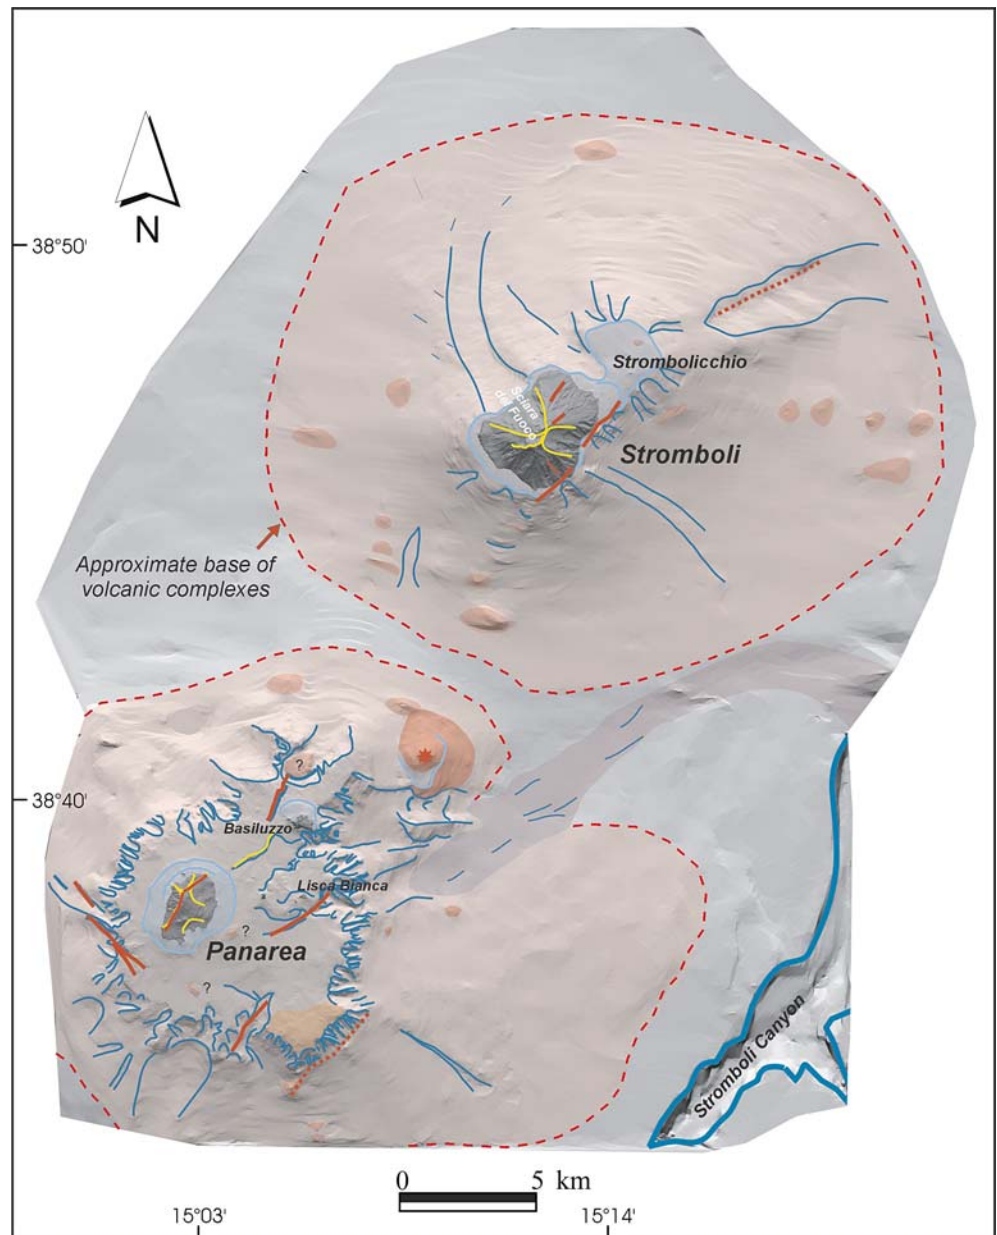 N
38°50'
Strombolicchio
Sciara
del Fuoco
Stromboli
Approximate base of
volcanic complexes
?
38°40'
Basiluzzo
Lisca Bianca
?
Panarea
?
Stromboli Canyon
0 5 km
15°03' 15°14'